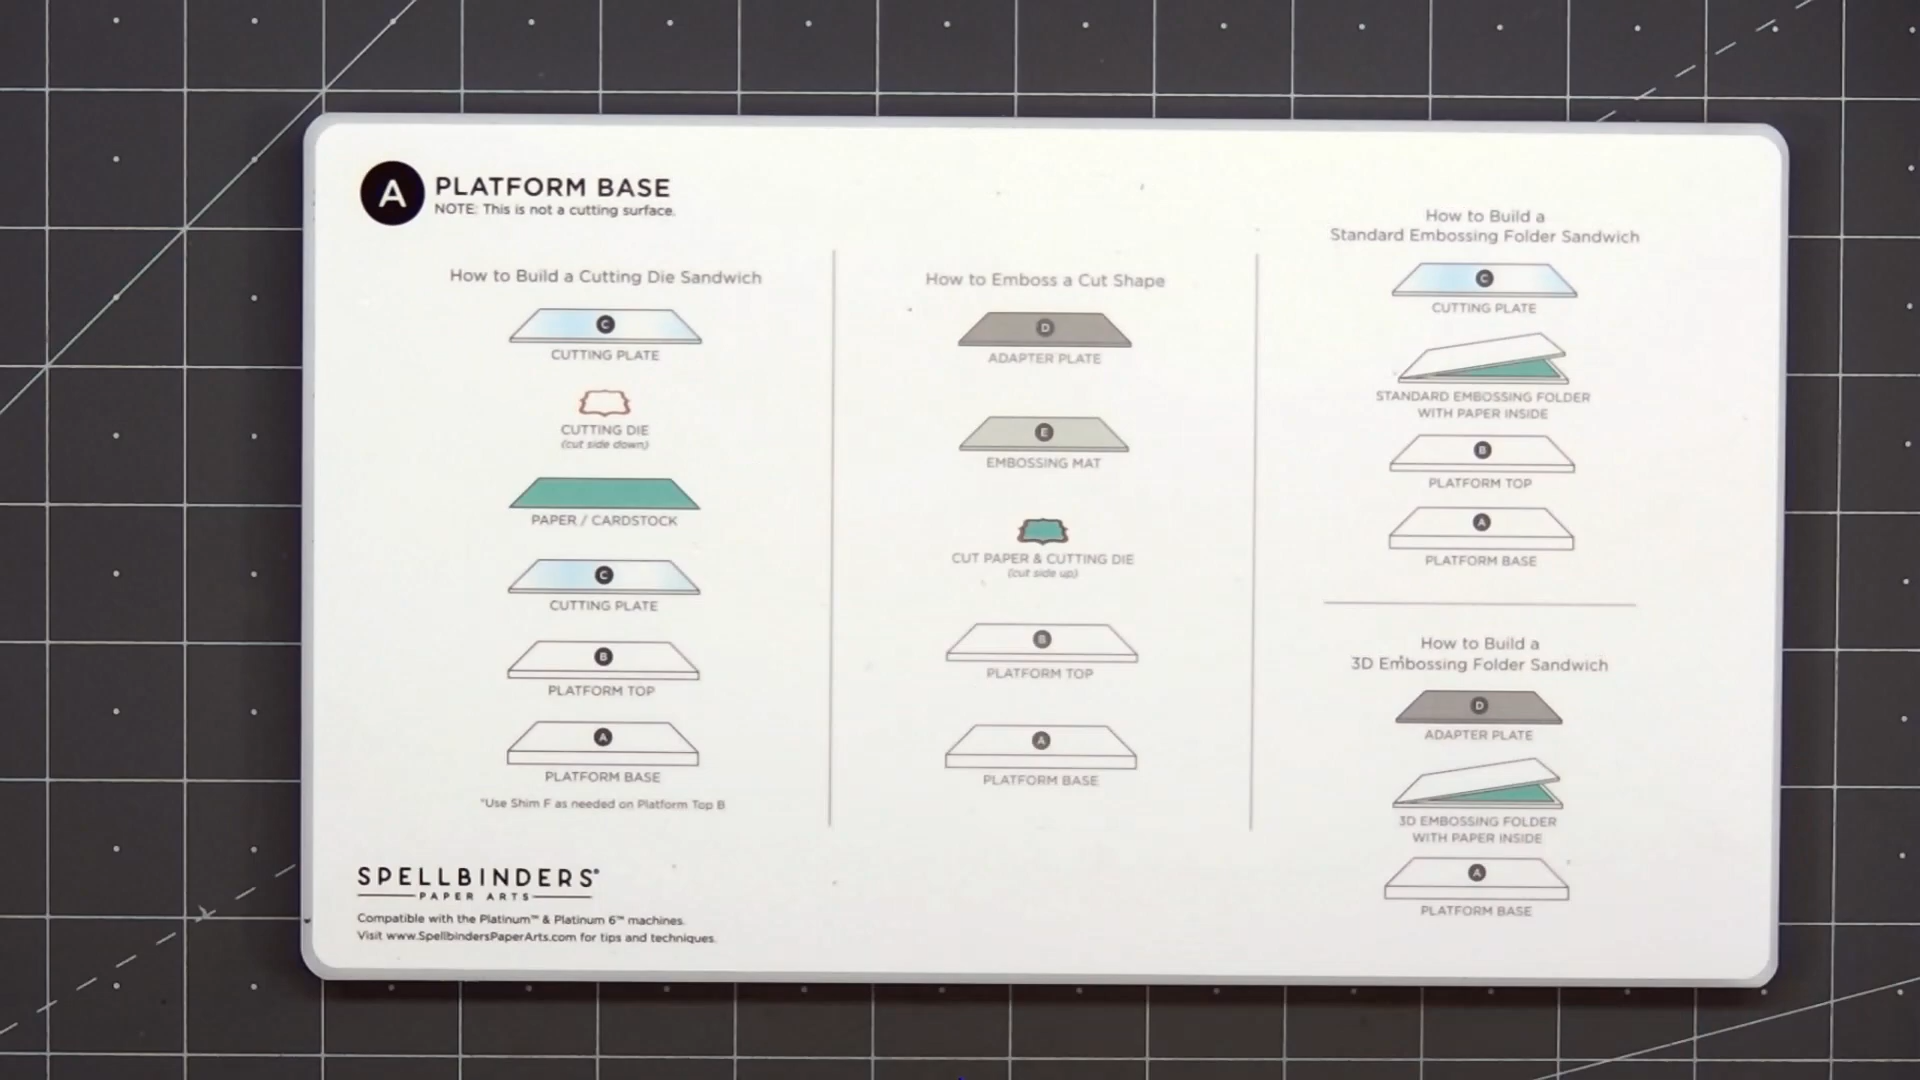 A PLATFORM BASE
NOTE: This is not a cutting surface.
How to Build a Cutting Die Sandwich
C
CUTTING PLATE
CUTTING DIE
(cut side down)
PAPER / CARDSTOCK
C
CUTTING PLATE
B
PLATFORM TOP
A
PLATFORM BASE
*Use Shim F as needed on Platform Top B
How to Emboss a Cut Shape
D
ADAPTER PLATE
E
EMBOSSING MAT
CUT PAPER & CUTTING DIE
(cut side up)
B
PLATFORM TOP
A
PLATFORM BASE
How to Build a
Standard Embossing Folder Sandwich
C
CUTTING PLATE
STANDARD EMBOSSING FOLDER
WITH PAPER INSIDE
B
PLATFORM TOP
A
PLATFORM BASE
How to Build a
3D Embossing Folder Sandwich
D
ADAPTER PLATE
3D EMBOSSING FOLDER
WITH PAPER INSIDE
A
PLATFORM BASE
SPELLBINDERS®
PAPER ARTS
Compatible with the Platinum™ & Platinum 6™ machines.
Visit www.SpellbindersPaperArts.com for tips and techniques.